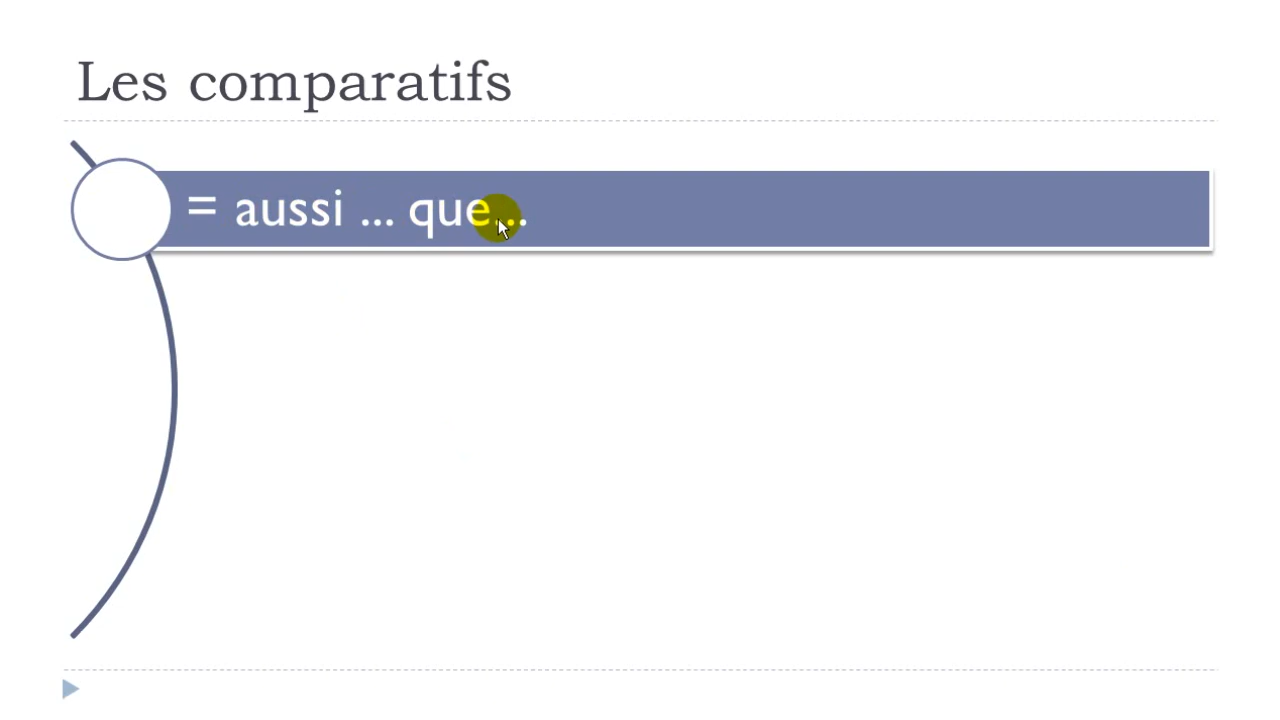 Les comparatifs
= aussi ... que...